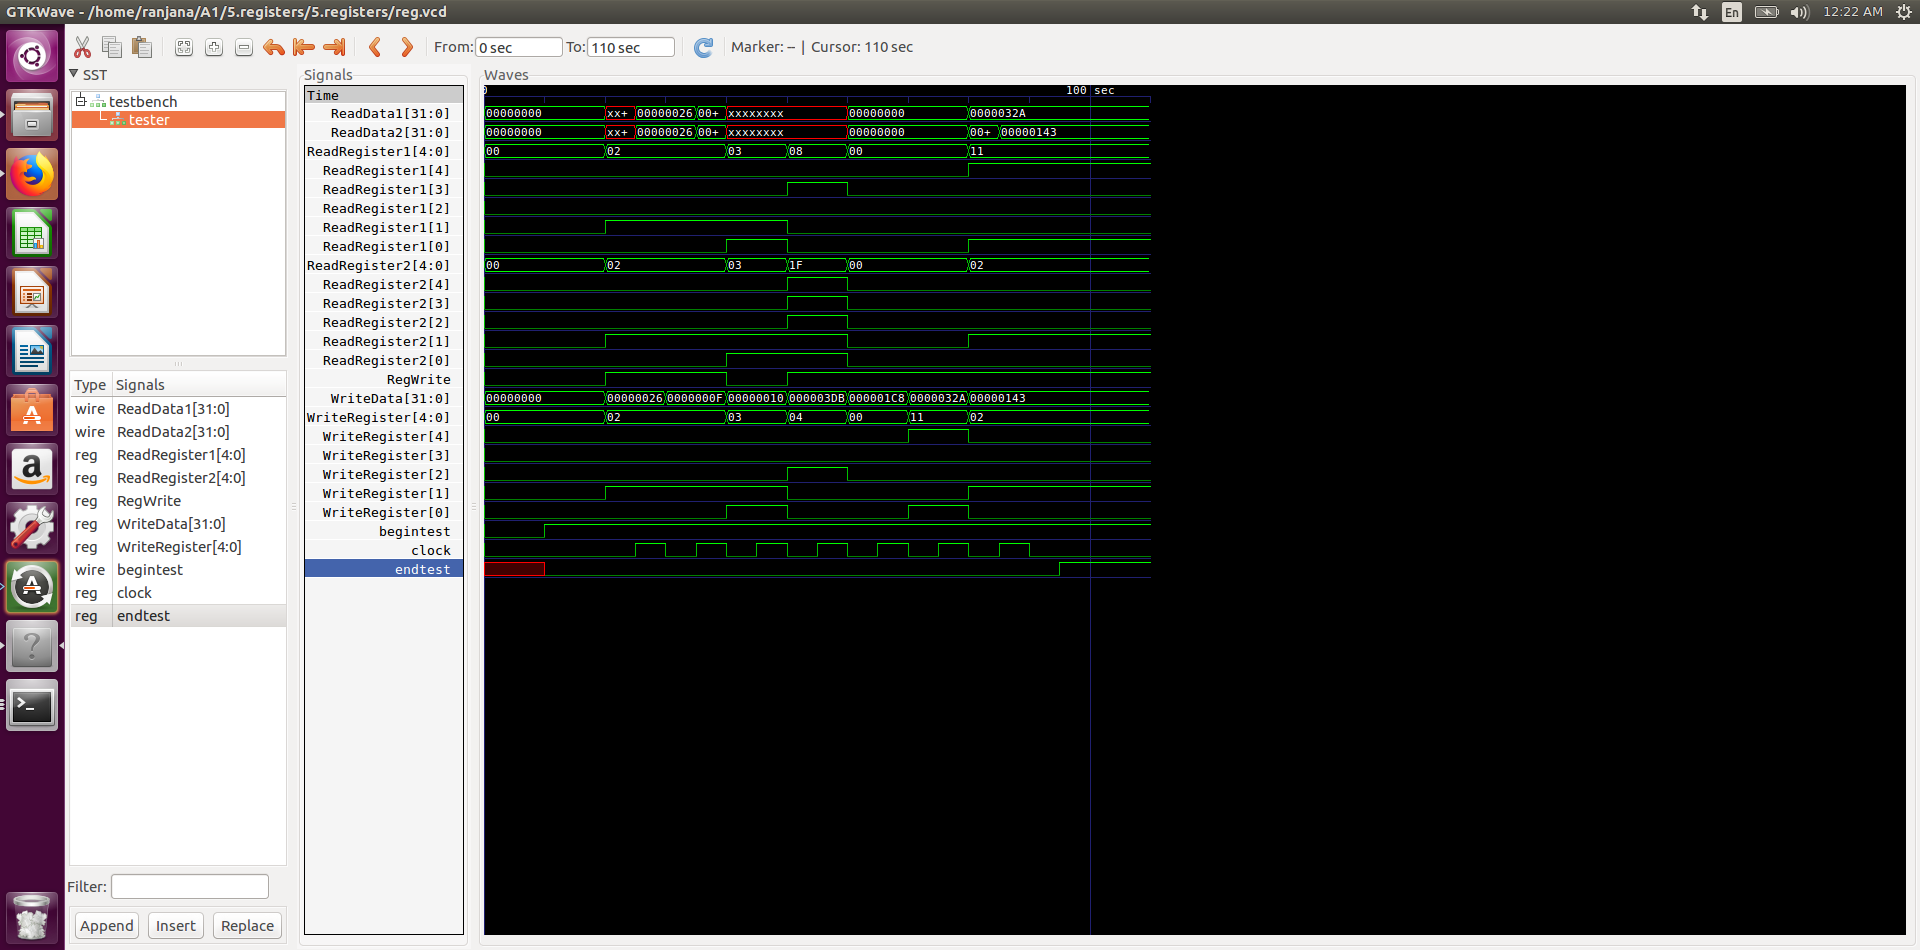 GTKWave - /home/ranjana/A1/5.registers/5.registers/reg.vcd
En
12:22 AM
From: 0 sec To: 110 sec Marker: -- | Cursor: 110 sec
SST
testbench
tester
Type Signals
wire ReadData1[31:0]
wire ReadData2[31:0]
reg ReadRegister1[4:0]
reg ReadRegister2[4:0]
reg RegWrite
reg WriteData[31:0]
reg WriteRegister[4:0]
wire begintest
reg clock
reg endtest
Filter:
Append Insert Replace
Signals
Waves
Time 0 100 sec
ReadData1[31:0] 00000000 xx+ 00000026 00+ xxxxxxxx 00000000 0000032A
ReadData2[31:0] 00000000 xx+ 00000026 00+ xxxxxxxx 00000000 00+ 00000143
ReadRegister1[4:0] 00 02 03 08 00 11
ReadRegister1[4]
ReadRegister1[3]
ReadRegister1[2]
ReadRegister1[1]
ReadRegister1[0]
ReadRegister2[4:0] 00 02 03 1F 00 02
ReadRegister2[4]
ReadRegister2[3]
ReadRegister2[2]
ReadRegister2[1]
ReadRegister2[0]
RegWrite
WriteData[31:0] 00000000 00000026 0000000F 00000010 000003DB 000001C8 0000032A 00000143
WriteRegister[4:0] 00 02 03 04 00 11 02
WriteRegister[4]
WriteRegister[3]
WriteRegister[2]
WriteRegister[1]
WriteRegister[0]
begintest
clock
endtest